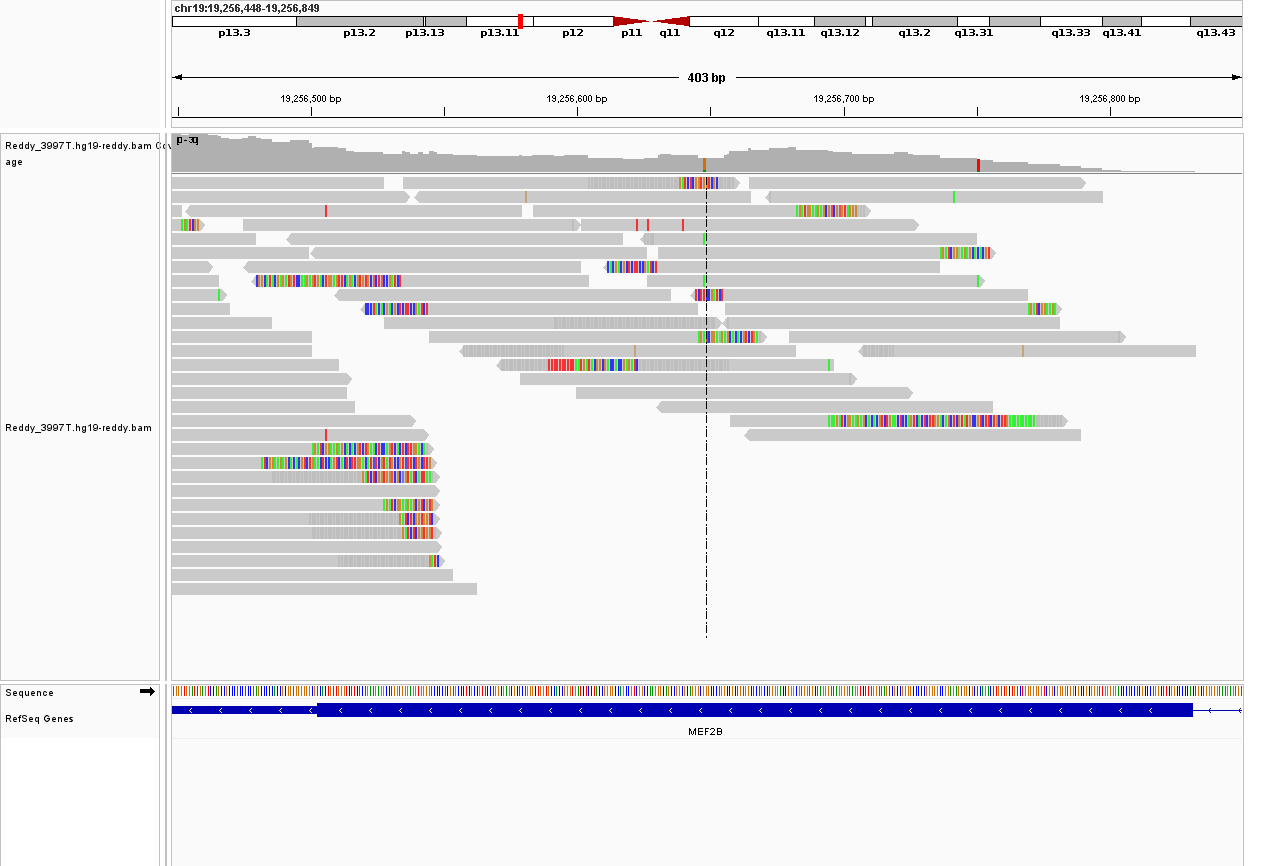 chr19:19,256,448-19,256,849
p13.3 p13.2 p13.13 p13.11 p12 p11 q11 q12 q13.11 q13.12 q13.2 q13.31 q13.33 q13.41 q13.43
403 bp
19,256,500 bp 19,256,600 bp 19,256,700 bp 19,256,800 bp
Reddy_3997T.hg19-reddy.bam Cov
age
Reddy_3997T.hg19-reddy.bam
Sequence
RefSeq Genes
MEF2B